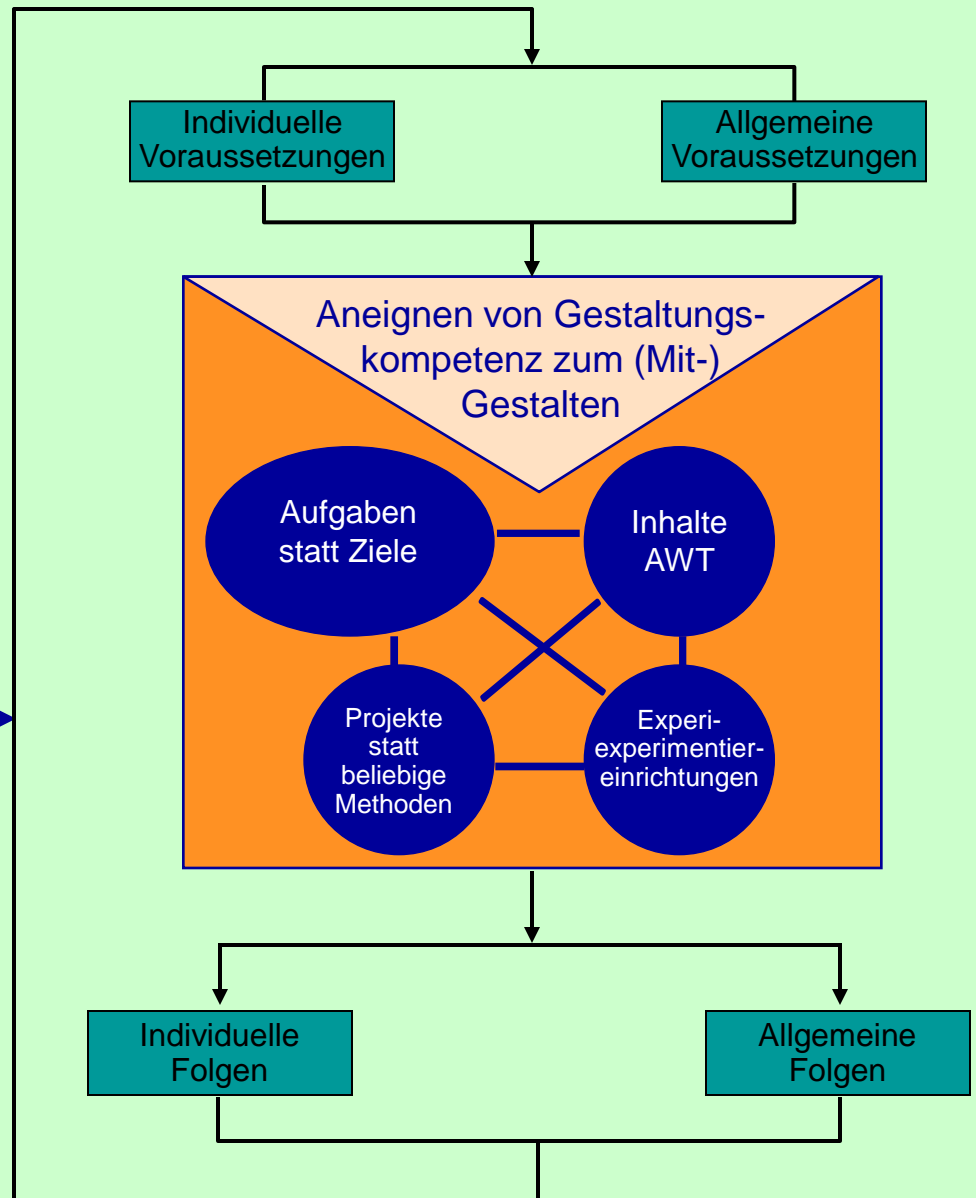 Individuelle
Voraussetzungen
Allgemeine
Voraussetzungen
Aneignen von Gestaltungs-
kompetenz zum (Mit-)
Gestalten
Aufgaben
statt Ziele
Inhalte
AWT
Projekte
statt
beliebige
Methoden
Experi-
experimentier-
einrichtungen
Individuelle
Folgen
Allgemeine
Folgen